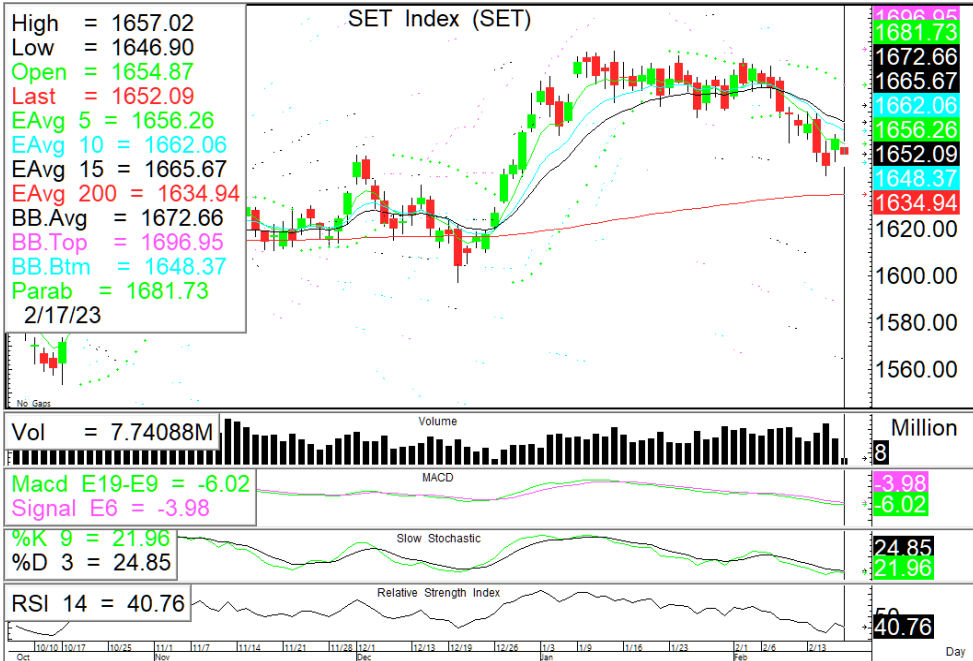 SET Index (SET)
High = 1657.02
Low = 1646.90
Open = 1654.87
Last = 1652.09
EAvg 5 = 1656.26
EAvg 10 = 1662.06
EAvg 15 = 1665.67
EAvg 200 = 1634.94
BB.Avg = 1672.66
BB.Top = 1696.95
BB.Btm = 1648.37
Parab = 1681.73
2/17/23
1696.95
1681.73
1672.66
1665.67
1662.06
1656.26
1652.09
1648.37
1634.94
1620.00
1600.00
1580.00
1560.00
No Gaps
Volume
Vol = 7.74088M
Million
8
MACD
Macd E19-E9 = -6.02
Signal E6 = -3.98
-3.98
-6.02
Slow Stochastic
%K 9 = 21.96
%D 3 = 24.85
24.85
21.96
Relative Strength Index
RSI 14 = 40.76
50
40.76
10/10 10/17 10/25 11/1 11/7 11/14 11/21 11/28 12/1 12/13 12/19 12/26 1/3 1/9 1/16 1/23 2/1 2/6 2/13
Oct Nov Dec Jan Feb Day